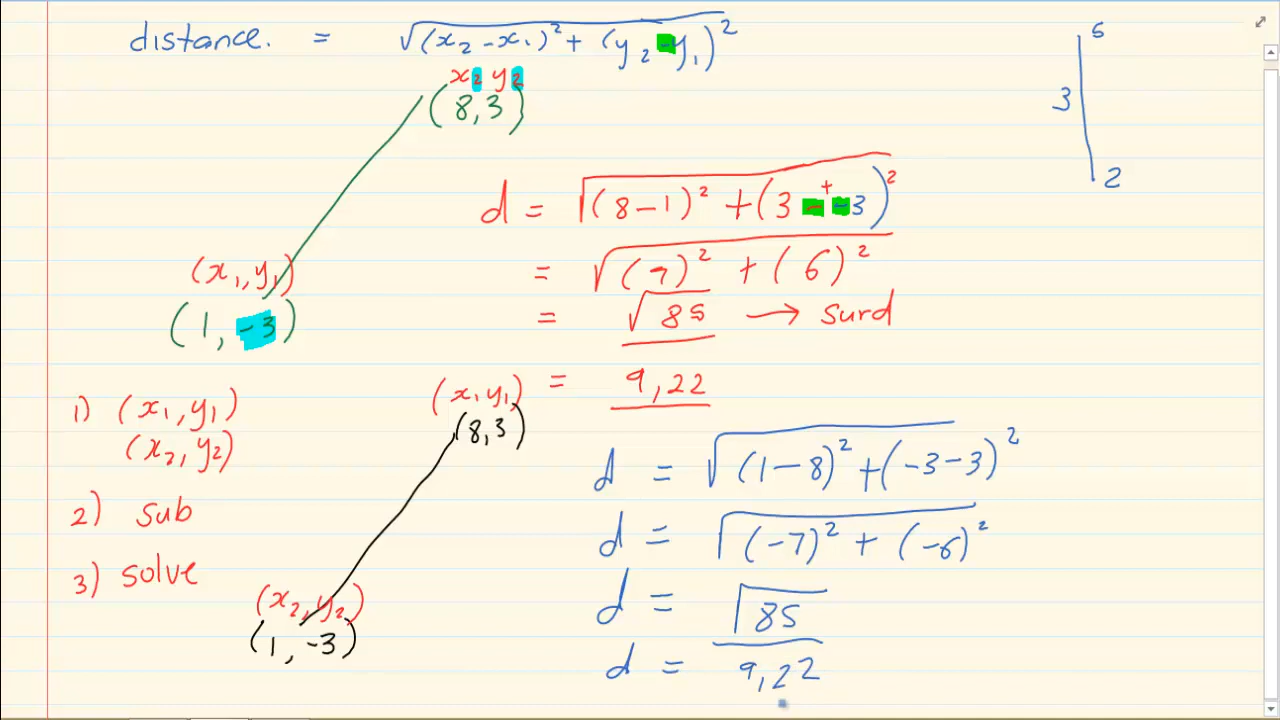 distance. = √(x₂ - x₁)² + (y₂ - y₁)²
x₂ y₂
(8,3)
6
3
2
d = √(8-1)² + (3 - + -3)²
(x₁, y₁)
= √(7)² + (6)²
(1, -3)
= √85 → surd
= 9,22
1) (x₁, y₁)
(x₂, y₂)
2) sub
3) solve
(x₁ y₁)
(8,3)
(x₂, y₂)
(1, -3)
d = √(1-8)² + (-3-3)²
d = √(-7)² + (-6)²
d = √85
d = 9,22